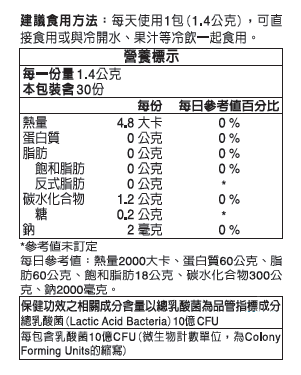 建議食用方法：每天使用1包(1.4公克)，可直
接食用或與冷開水、果汁等冷飲一起食用。
營養標示
每一份量1.4公克
本包裝含30份
每份 每日參考值百分比
熱量 4.8 大卡 0 %
蛋白質 0 公克 0 %
脂肪 0 公克 0 %
飽和脂肪 0 公克 0 %
反式脂肪 0 公克 *
碳水化合物 1.2 公克 0 %
糖 0.2 公克 *
鈉 2 毫克 0 %
*參考值未訂定
每日參考值：熱量2000大卡、蛋白質60公克、脂
肪60公克、飽和脂肪18公克、碳水化合物300公
克、鈉2000毫克。
保健功效之相關成分含量以總乳酸菌為品管指標成分
總乳酸菌(Lactic Acid Bacteria)10億CFU
每包含乳酸菌10億CFU(微生物計數單位，為Colony
Forming Units的縮寫)